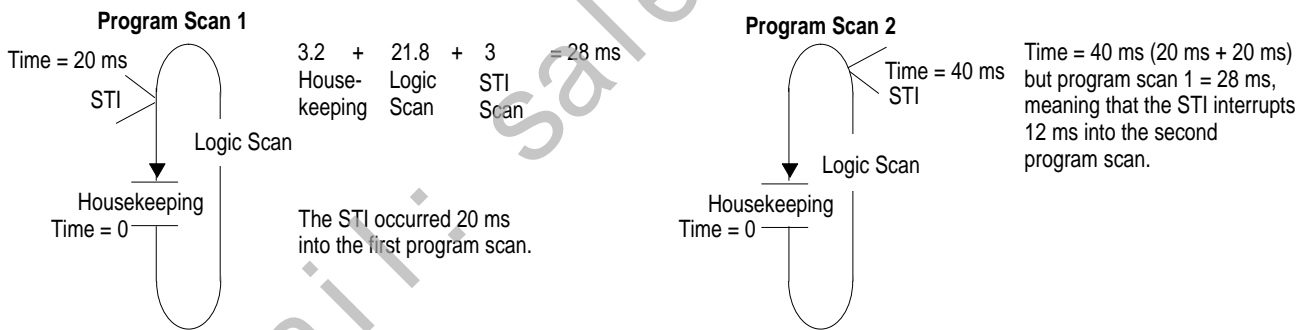 Program Scan 1
Time = 20 ms
STI
3.2 + 21.8 + 3 = 28 ms
House- Logic STI
keeping Scan Scan
Logic Scan
Housekeeping
Time = 0
The STI occurred 20 ms
into the first program scan.
Program Scan 2
Time = 40 ms
STI
Logic Scan
Housekeeping
Time = 0
Time = 40 ms (20 ms + 20 ms)
but program scan 1 = 28 ms,
meaning that the STI interrupts
12 ms into the second
program scan.
ail: sale